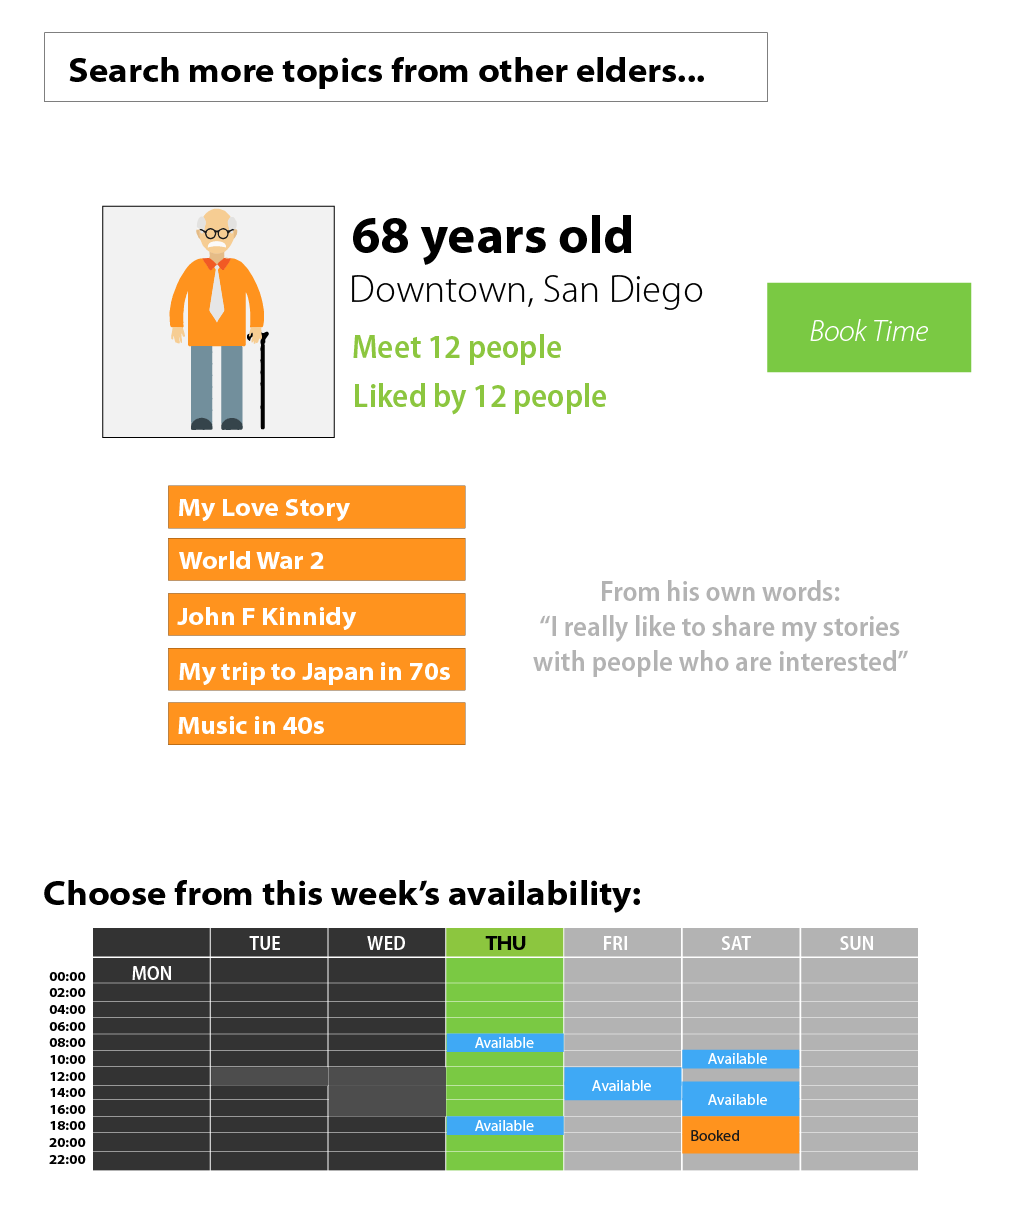 Search more topics from other elders...
68 years old
Downtown, San Diego
Meet 12 people
Liked by 12 people
Book Time
My Love Story
World War 2
John F Kinnidy
My trip to Japan in 70s
Music in 40s
From his own words:
“I really like to share my stories
with people who are interested”
Choose from this week’s availability:
TUE WED THU FRI SAT SUN
MON
00:00
02:00
04:00
06:00
08:00 Available
10:00 Available
12:00
14:00 Available
16:00 Available
18:00 Available
20:00 Booked
22:00